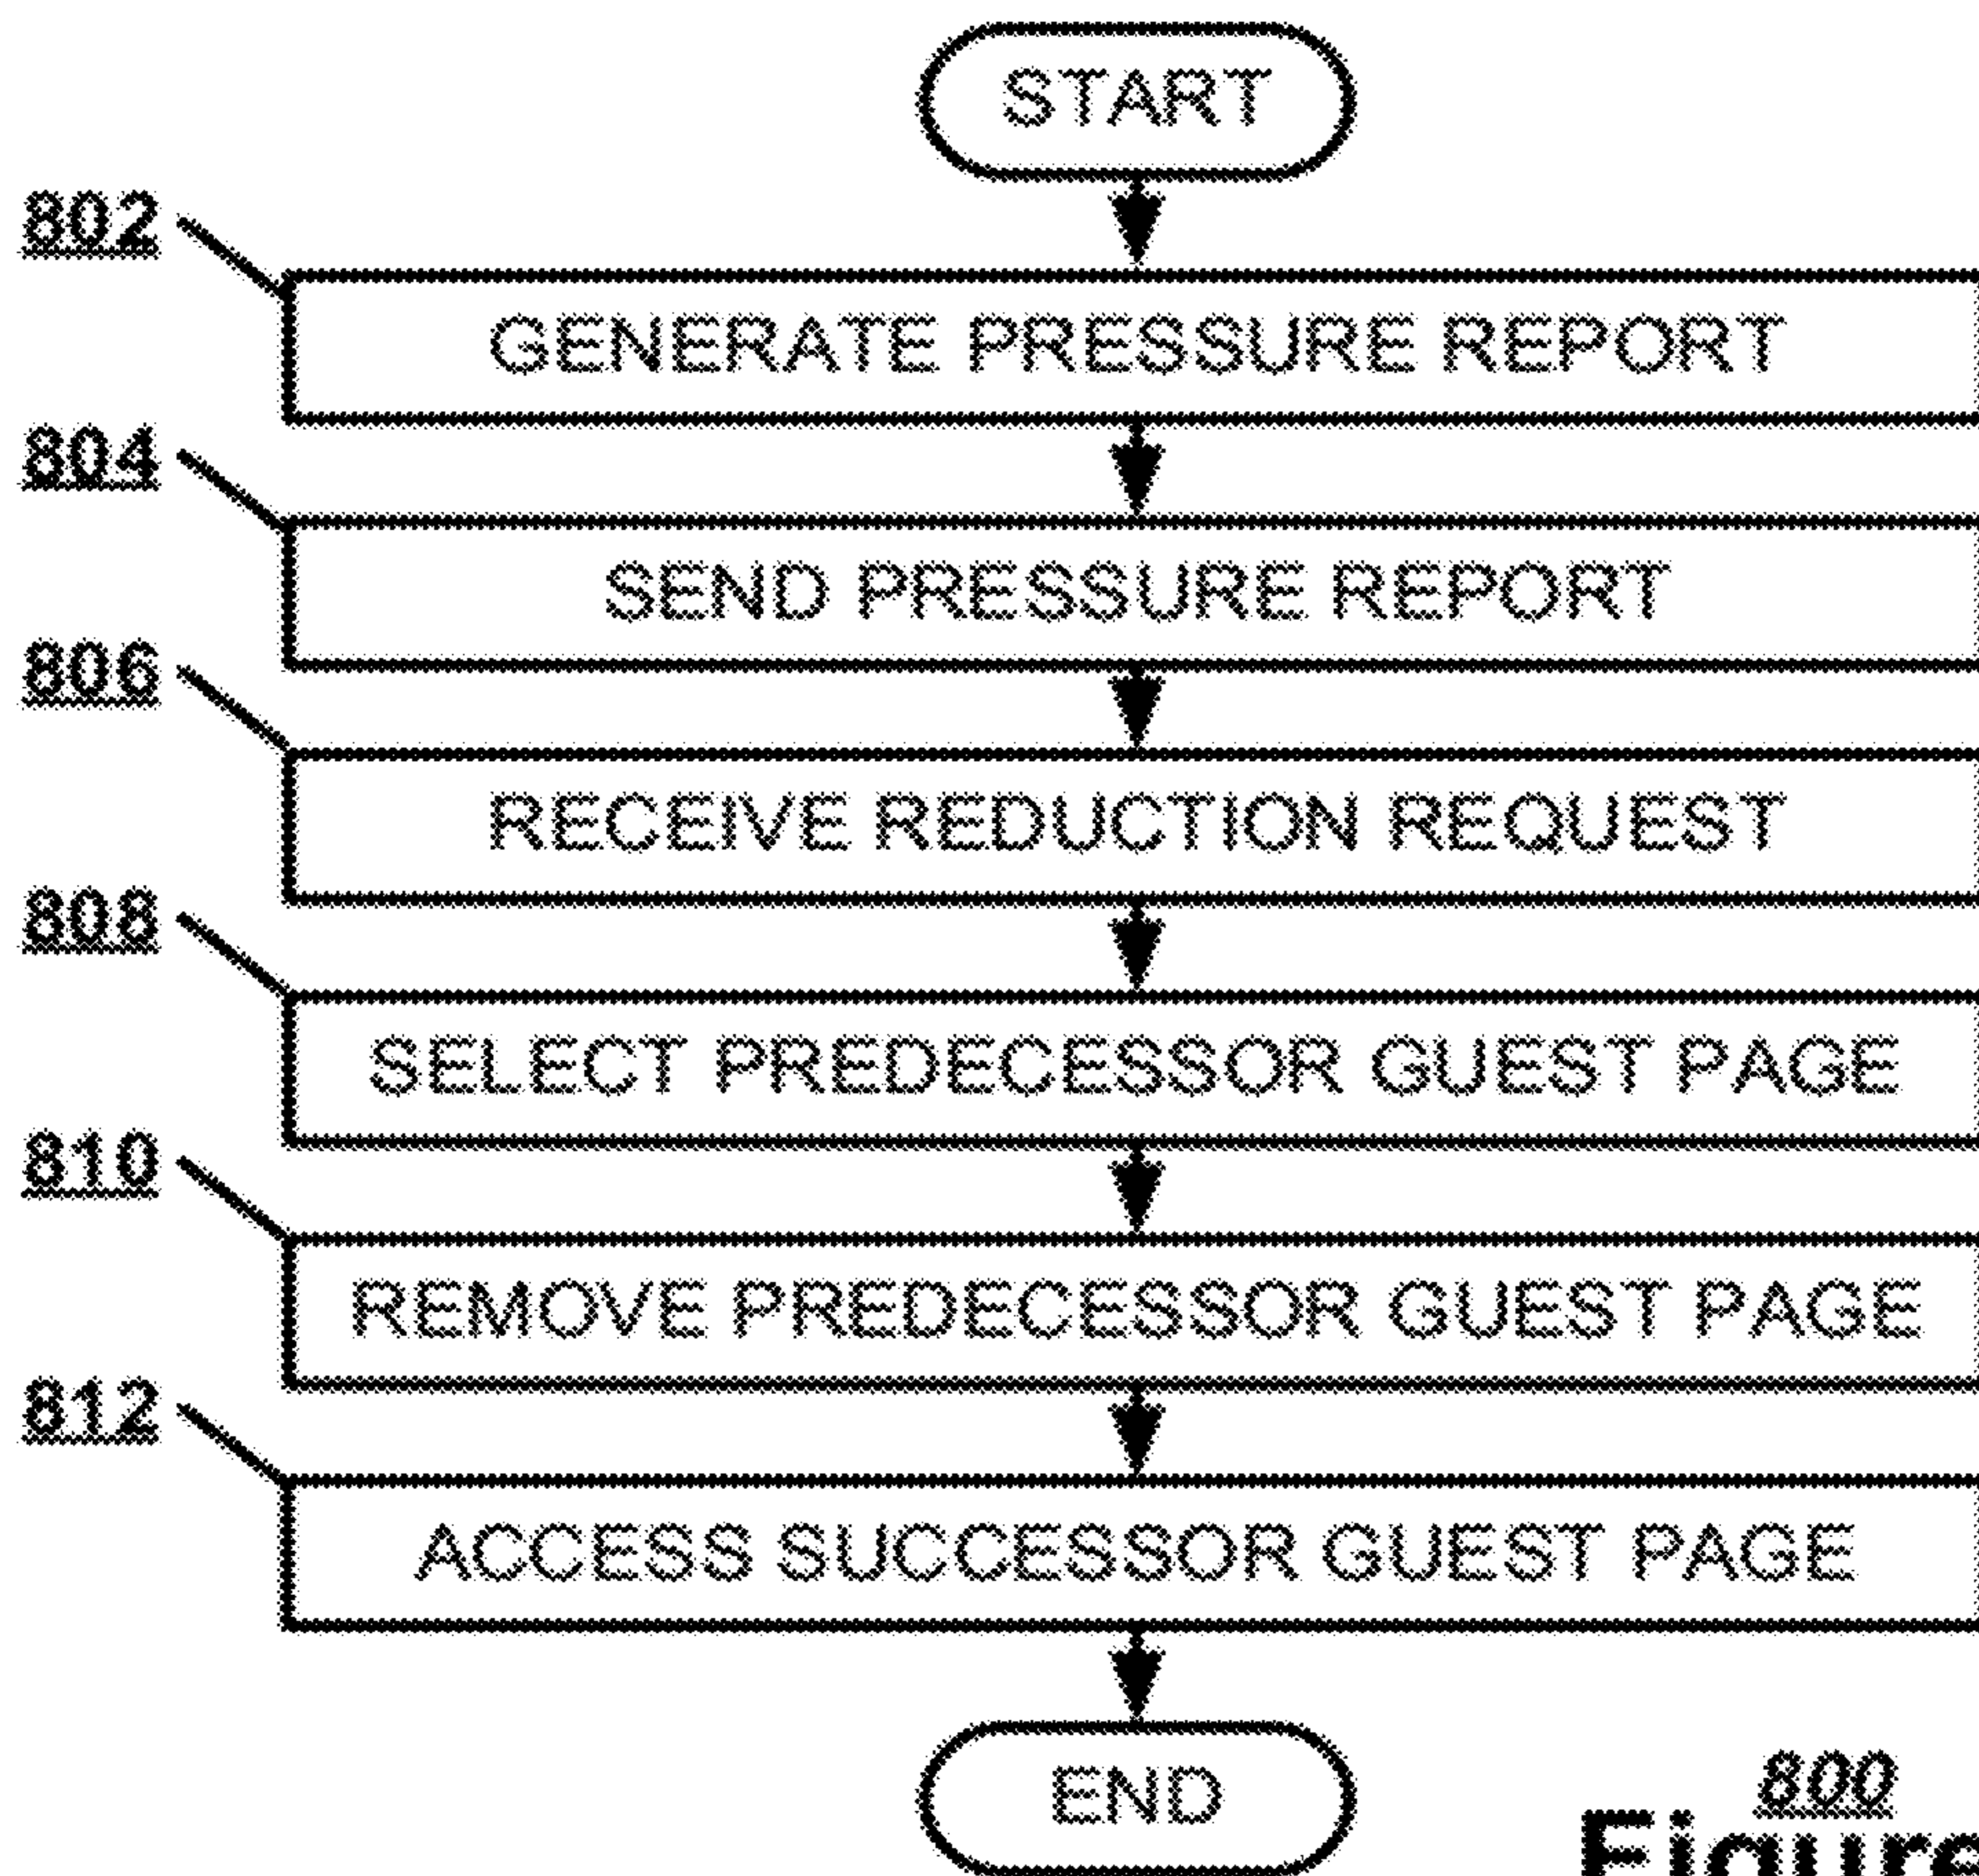 START
802
GENERATE PRESSURE REPORT
804
SEND PRESSURE REPORT
806
RECEIVE REDUCTION REQUEST
808
SELECT PREDECESSOR GUEST PAGE
810
REMOVE PREDECESSOR GUEST PAGE
812
ACCESS SUCCESSOR GUEST PAGE
END
800
Figure